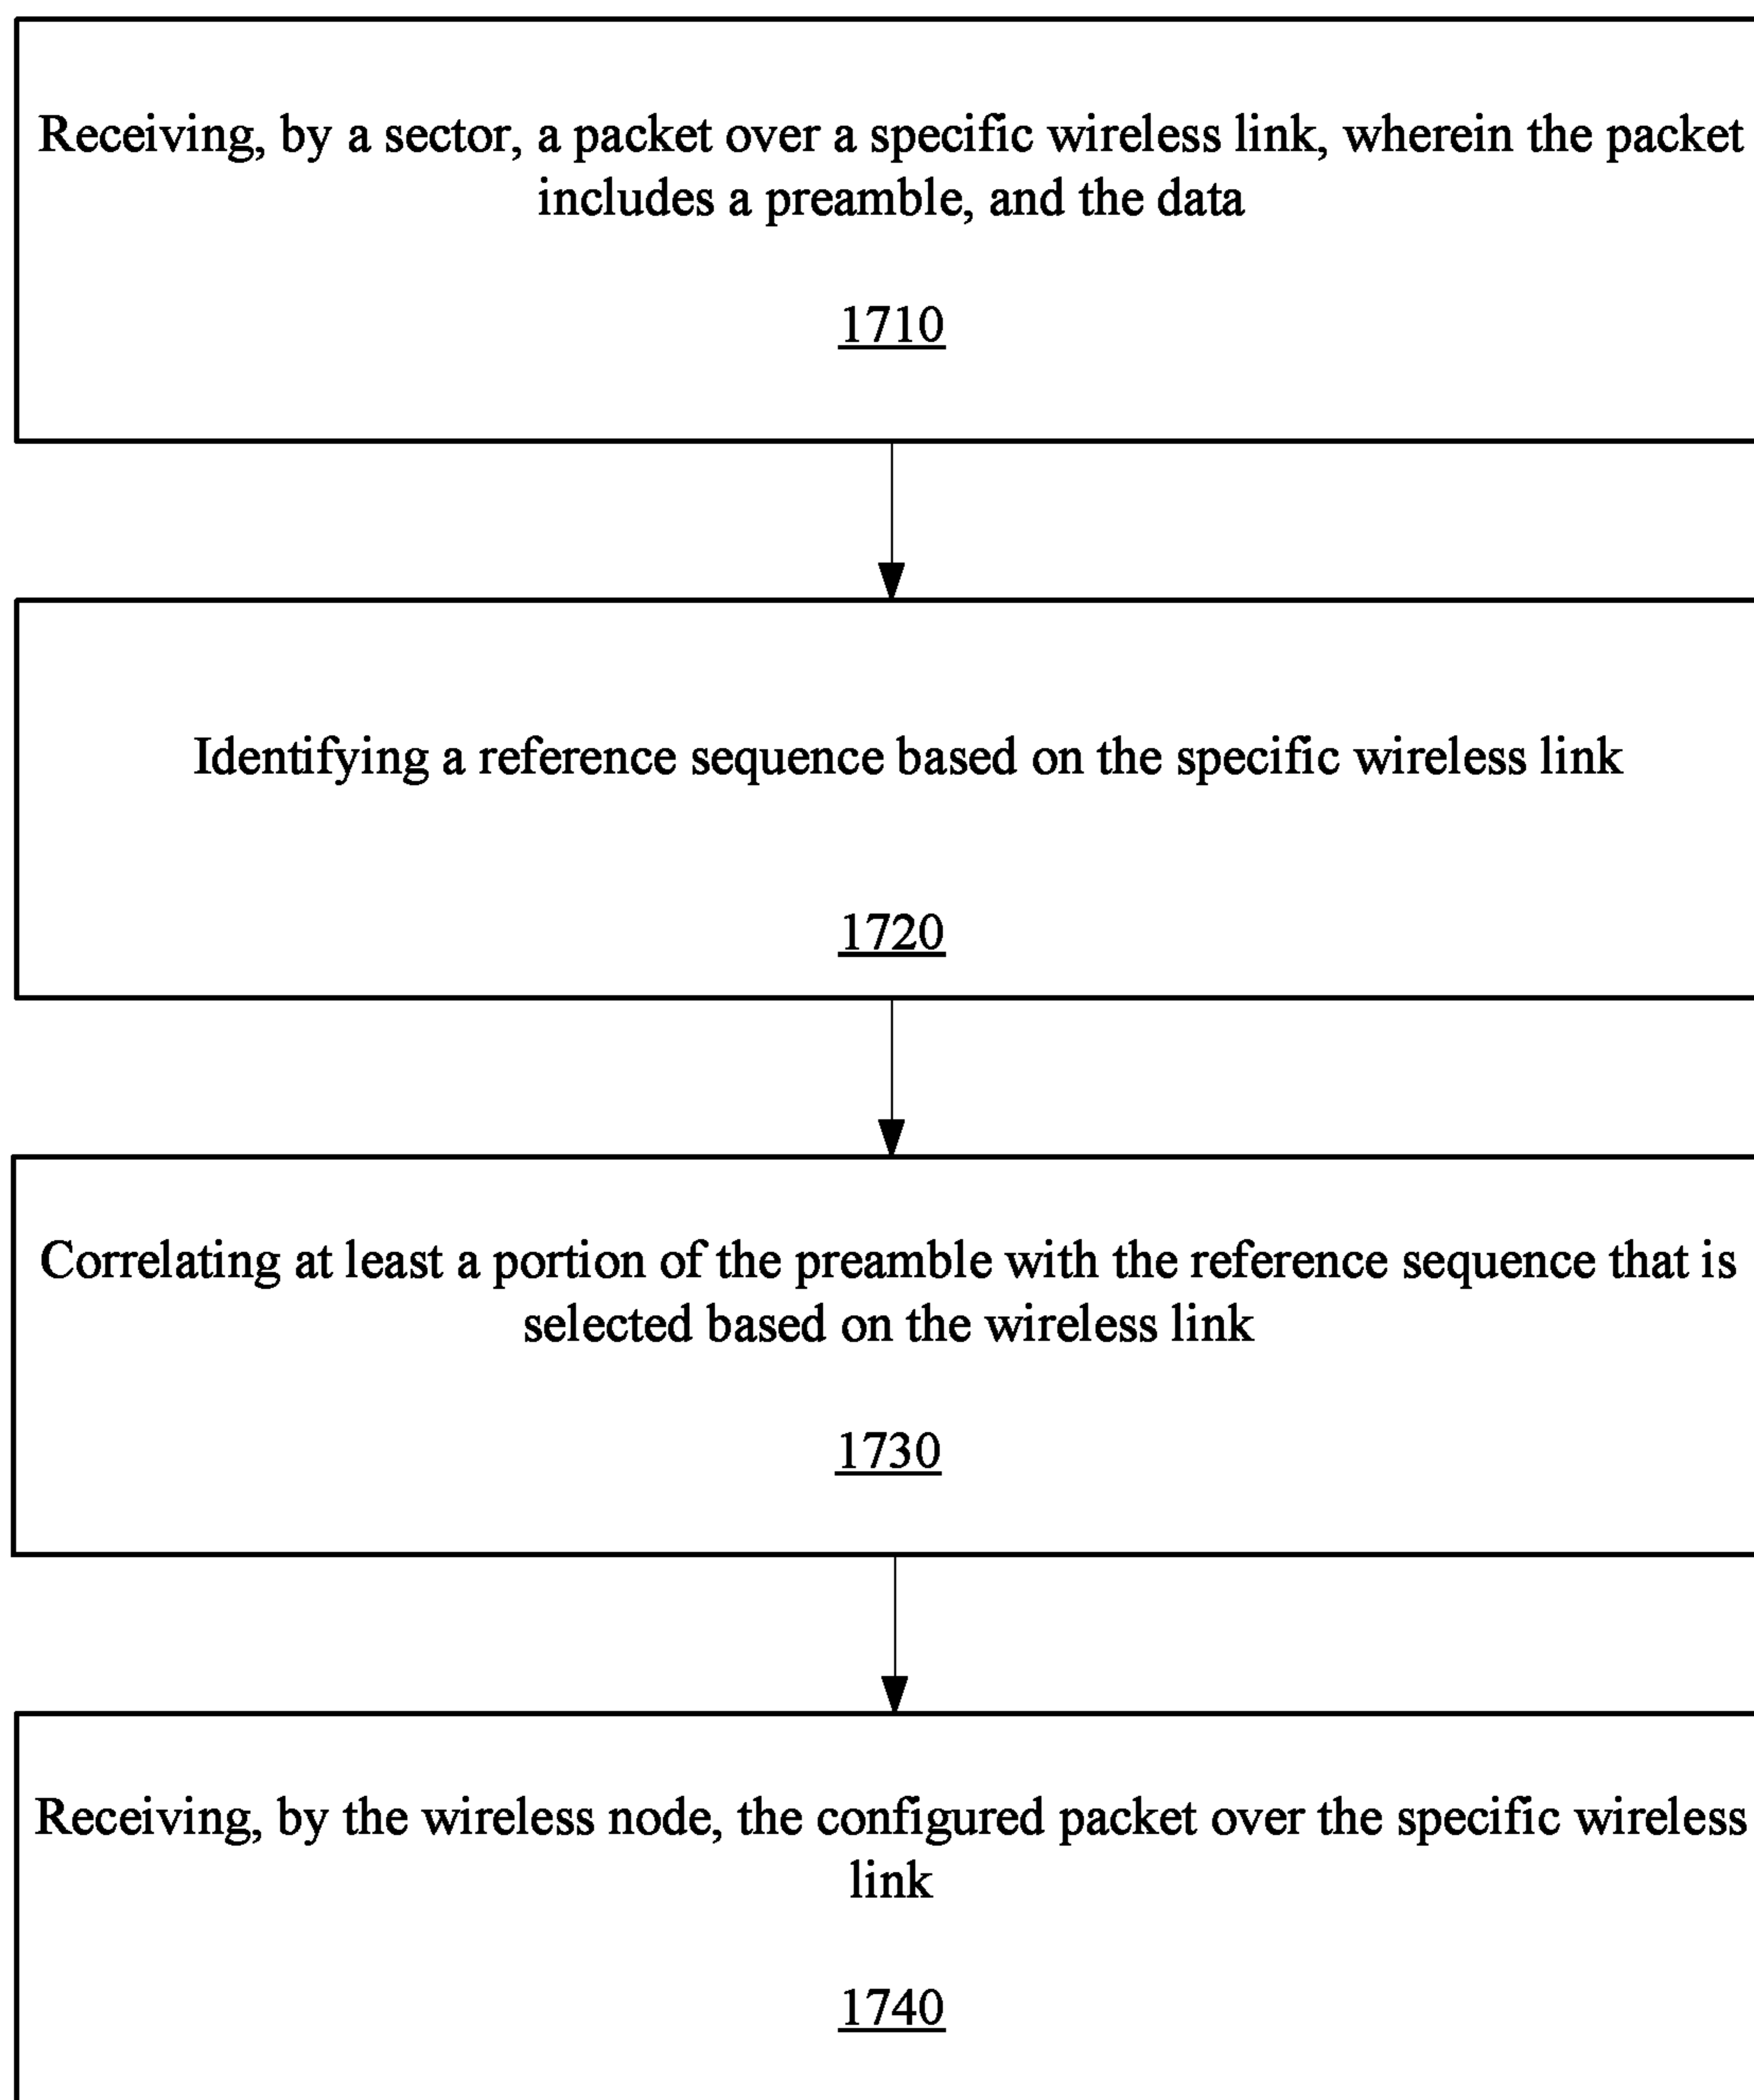 Receiving, by a sector, a packet over a specific wireless link, wherein the packet
includes a preamble, and the data
1710
Identifying a reference sequence based on the specific wireless link
1720
Correlating at least a portion of the preamble with the reference sequence that is
selected based on the wireless link
1730
Receiving, by the wireless node, the configured packet over the specific wireless
link
1740